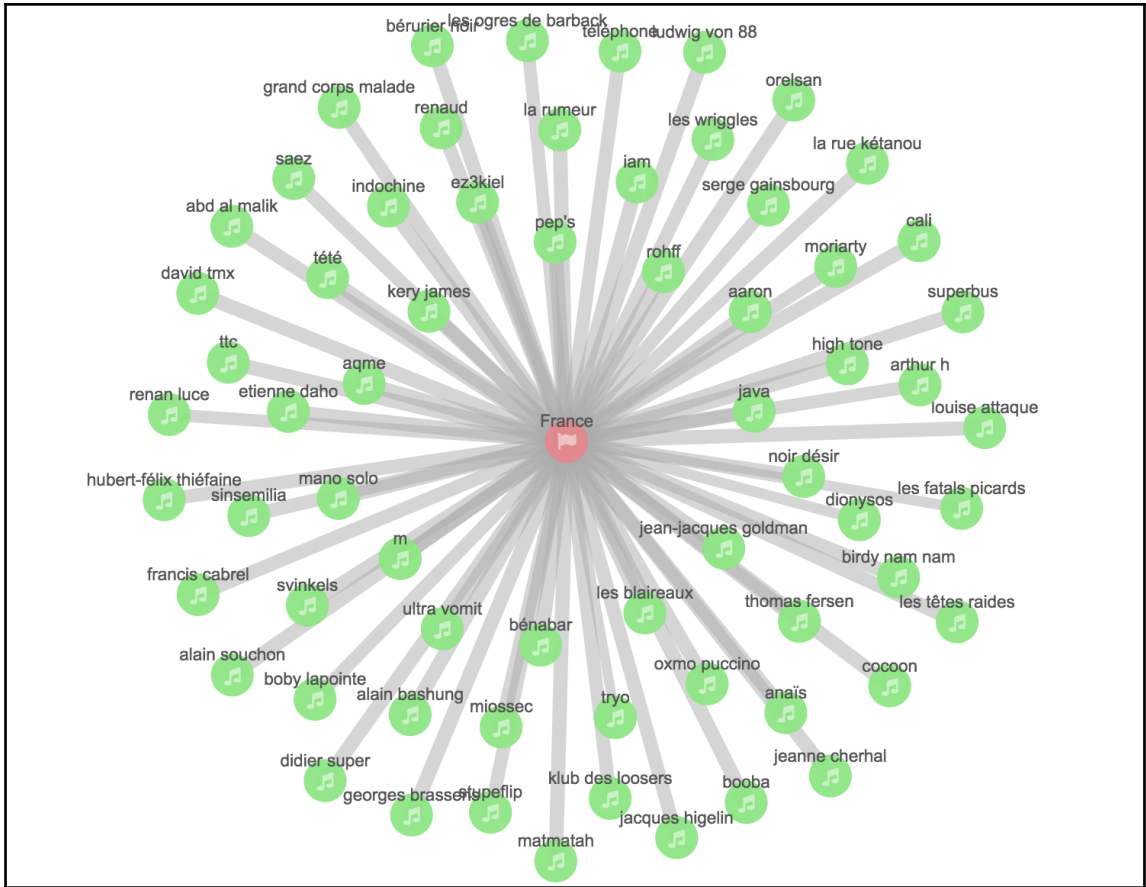 les ogres de barback
bérurier noir
téléphone
ludwig von 88
orelsan
grand corps malade
renaud
la rumeur
les wriggles
la rue kétanou
saez
indochine
ez3kiel
iam
serge gainsbourg
abd al malik
pep's
cali
tété
rohff
moriarty
david tmx
kery james
aaron
superbus
ttc
aqme
high tone
arthur h
renan luce
etienne daho
java
louise attaque
France
noir désir
hubert-félix thiéfaine
mano solo
les fatals picards
sinsemilia
dionysos
jean-jacques goldman
m
birdy nam nam
francis cabrel
svinkels
les blaireaux
thomas fersen
les têtes raides
ultra vomit
bénabar
alain souchon
oxmo puccino
cocoon
boby lapointe
alain bashung
miossec
tryo
anaïs
didier super
klub des loosers
jeanne cherhal
georges brassens
stupeflip
booba
jacques higelin
matmatah